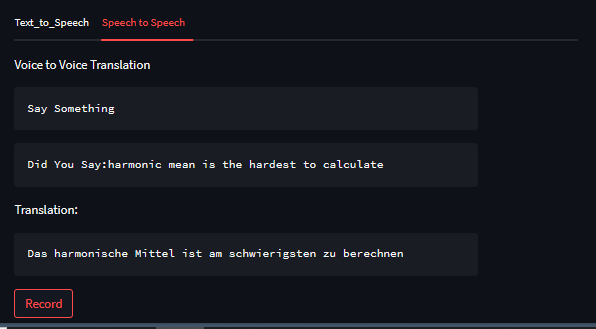 Text_to_Speech Speech to Speech
Voice to Voice Translation
Say Something
Did You Say:harmonic mean is the hardest to calculate
Translation:
Das harmonische Mittel ist am schwierigsten zu berechnen
Record